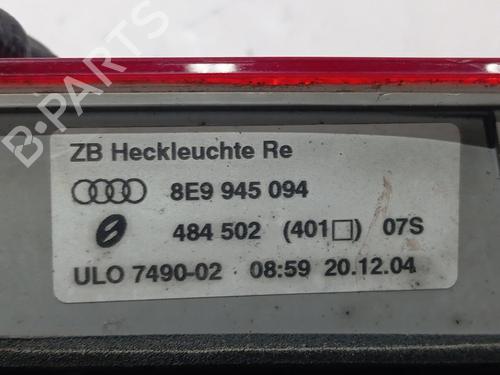 B-PARTS
ZB Heckleuchte Re
8E9 945 094
484 502 (401□) 07S
ULO 7490-02 08:59 20.12.04